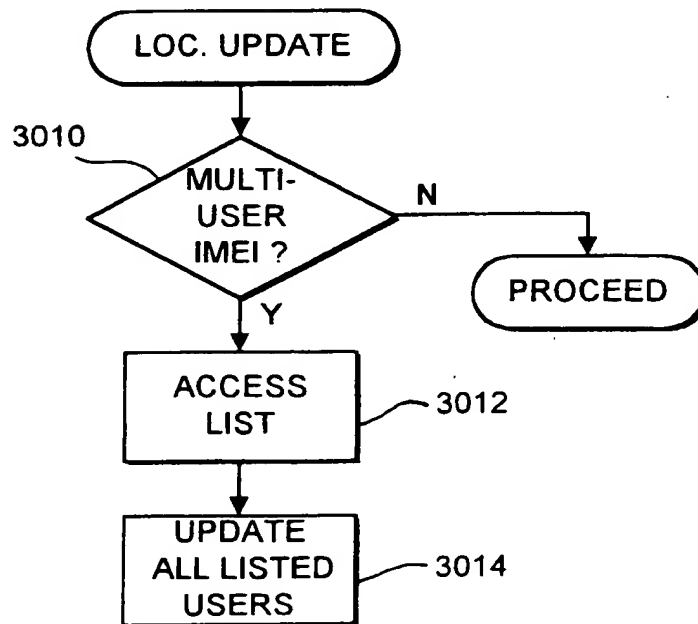 LOC. UPDATE
3010
MULTI-
USER
IMEI ?
N
PROCEED
Y
ACCESS
LIST
3012
UPDATE
ALL LISTED
USERS
3014